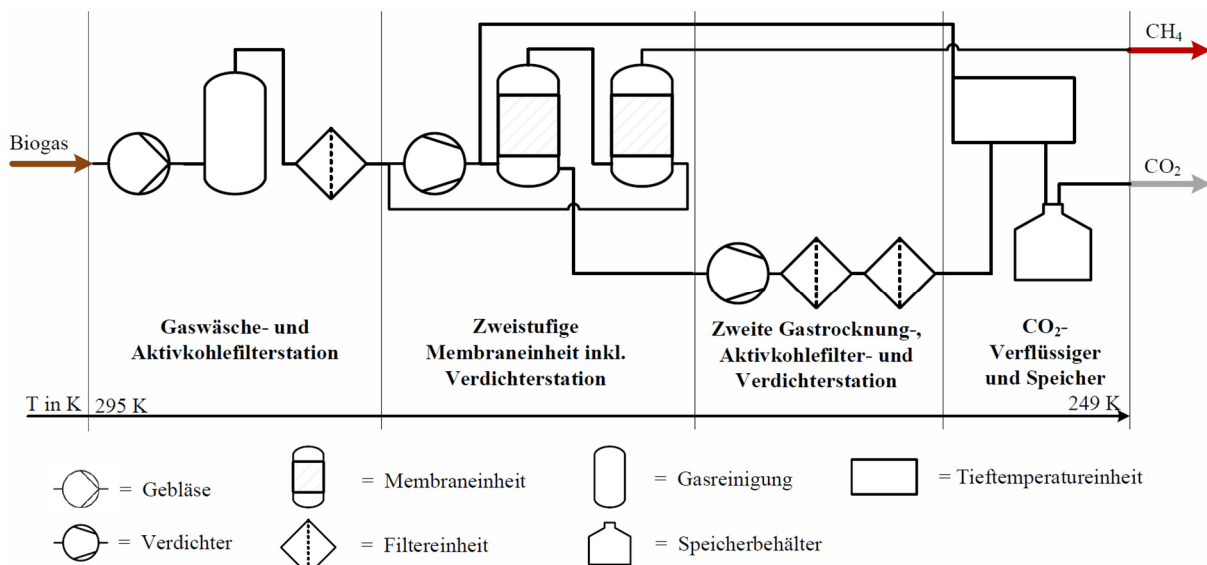 CH₄
Biogas
CO₂
Gaswäsche- und
Aktivkohlefilterstation
Zweistufige
Membraneinheit inkl.
Verdichterstation
Zweite Gastrocknung-,
Aktivkohlefilter- und
Verdichterstation
CO₂-
Verflüssiger
und Speicher
T in K 295 K 249 K
= Gebläse
= Membraneinheit
= Gasreinigung
= Tieftemperatureinheit
= Verdichter
= Filtereinheit
= Speicherbehälter